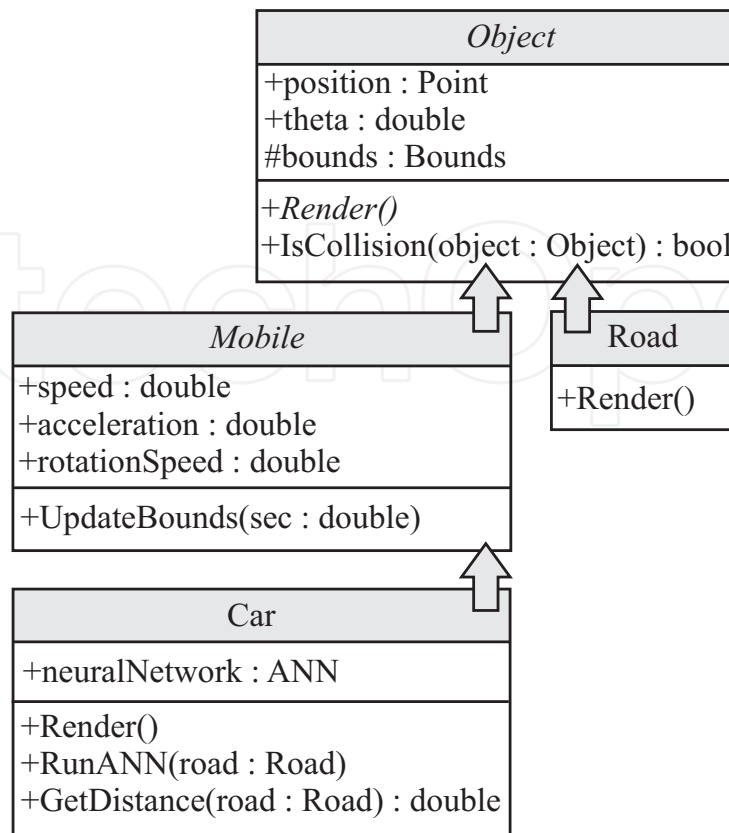 Object
+position : Point
+theta : double
#bounds : Bounds
+Render()
+IsCollision(object : Object) : bool
Mobile
+speed : double
+acceleration : double
+rotationSpeed : double
+UpdateBounds(sec : double)
Road
+Render()
Car
+neuralNetwork : ANN
+Render()
+RunANN(road : Road)
+GetDistance(road : Road) : double